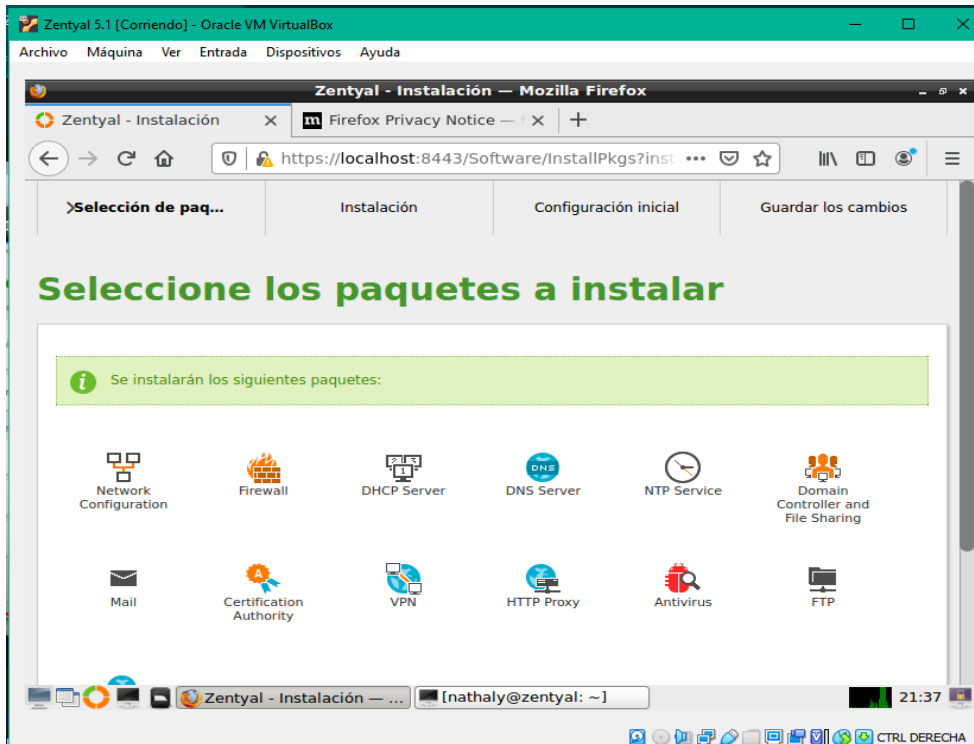 Zentyal 5.1 [Corriendo] - Oracle VM VirtualBox
Archivo Máquina Ver Entrada Dispositivos Ayuda
Zentyal - Instalación — Mozilla Firefox
Zentyal - Instalación
m Firefox Privacy Notice —
https://localhost:8443/Software/InstallPkgs?inst
Selección de paq...
Instalación
Configuración inicial
Guardar los cambios
Seleccione los paquetes a instalar
i Se instalarán los siguientes paquetes:
Network
Configuration
Firewall
DHCP Server
DNS
DNS Server
NTP Service
Domain
Controller and
File Sharing
Mail
A
Certification
Authority
VPN
HTTP Proxy
Antivirus
FTP
Zentyal - Instalación — ...
[nathaly@zentyal: ~]
21:37
CTRL DERECHA